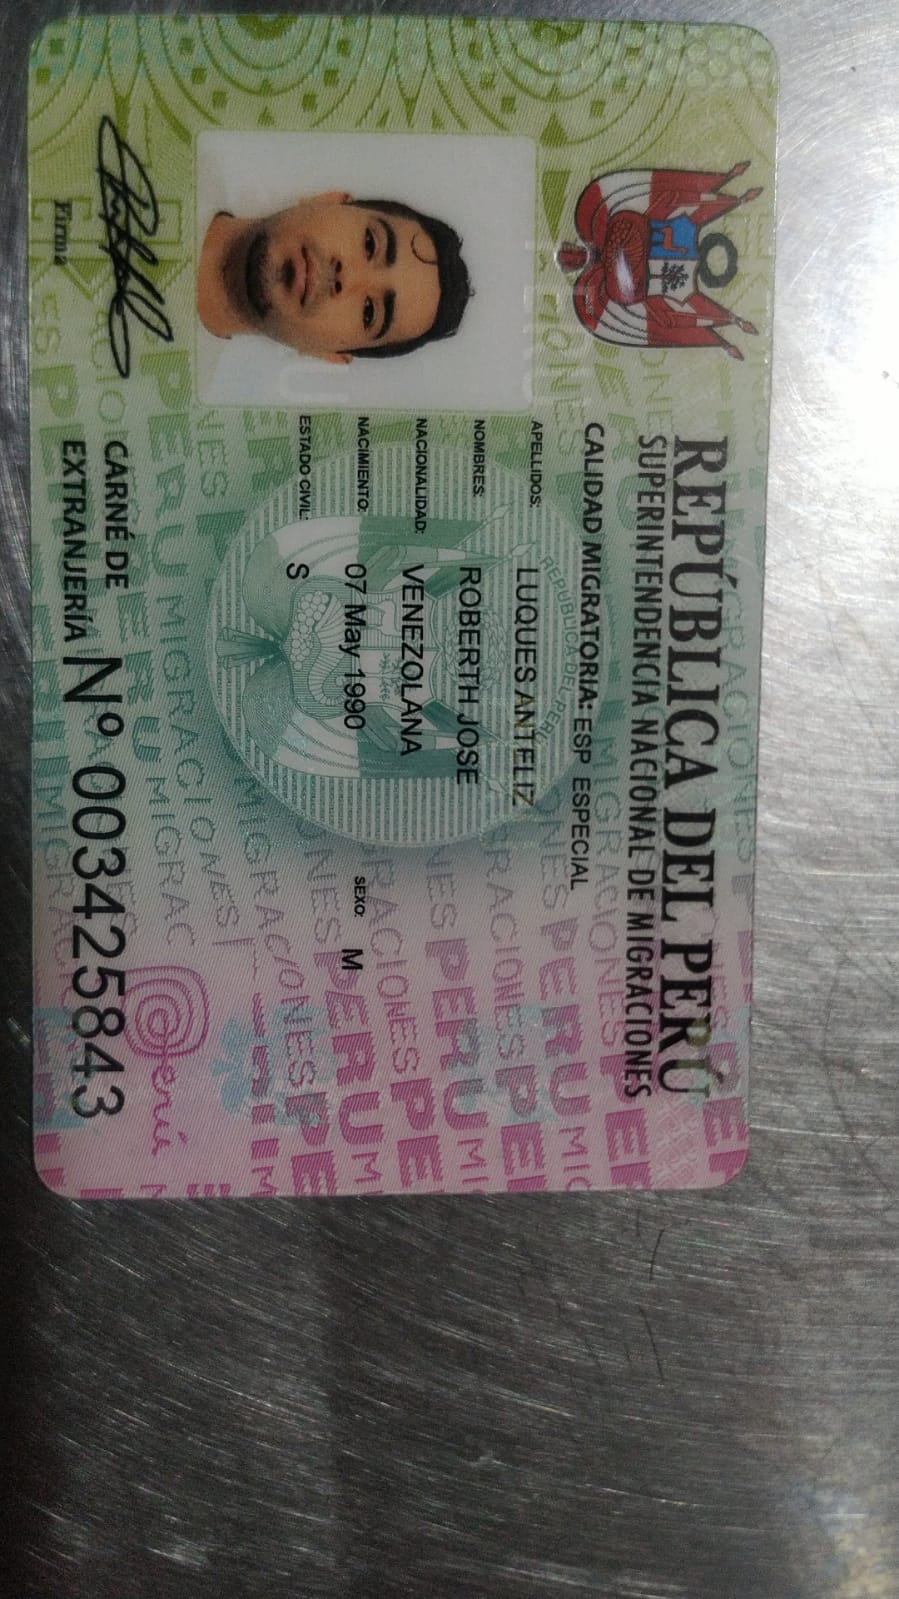 REPÚBLICA DEL PERÚ
SUPERINTENDENCIA NACIONAL DE MIGRACIONES
CALIDAD MIGRATORIA: ESP ESPECIAL
APELLIDOS: LUQUES ANTELIZ
NOMBRES: ROBERTH JOSE
NACIONALIDAD: VENEZOLANA
NACIMIENTO: 07 May 1990 SEXO: M
ESTADO CIVIL: S
Perú
Firma
CARNÉ DE EXTRANJERÍA Nº 003425843